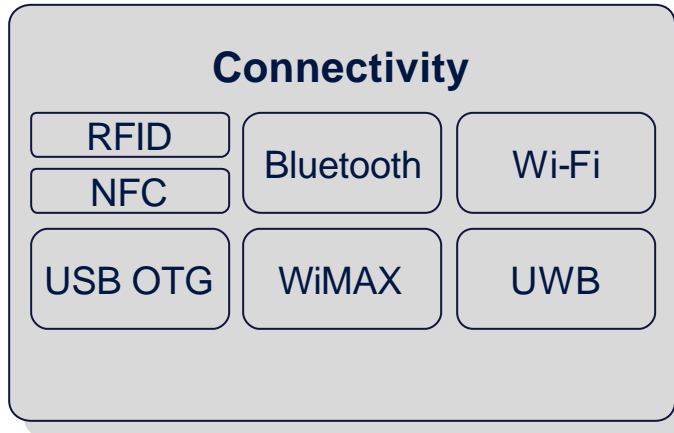 Connectivity
RFID
NFC
Bluetooth
Wi-Fi
USB OTG
WiMAX
UWB